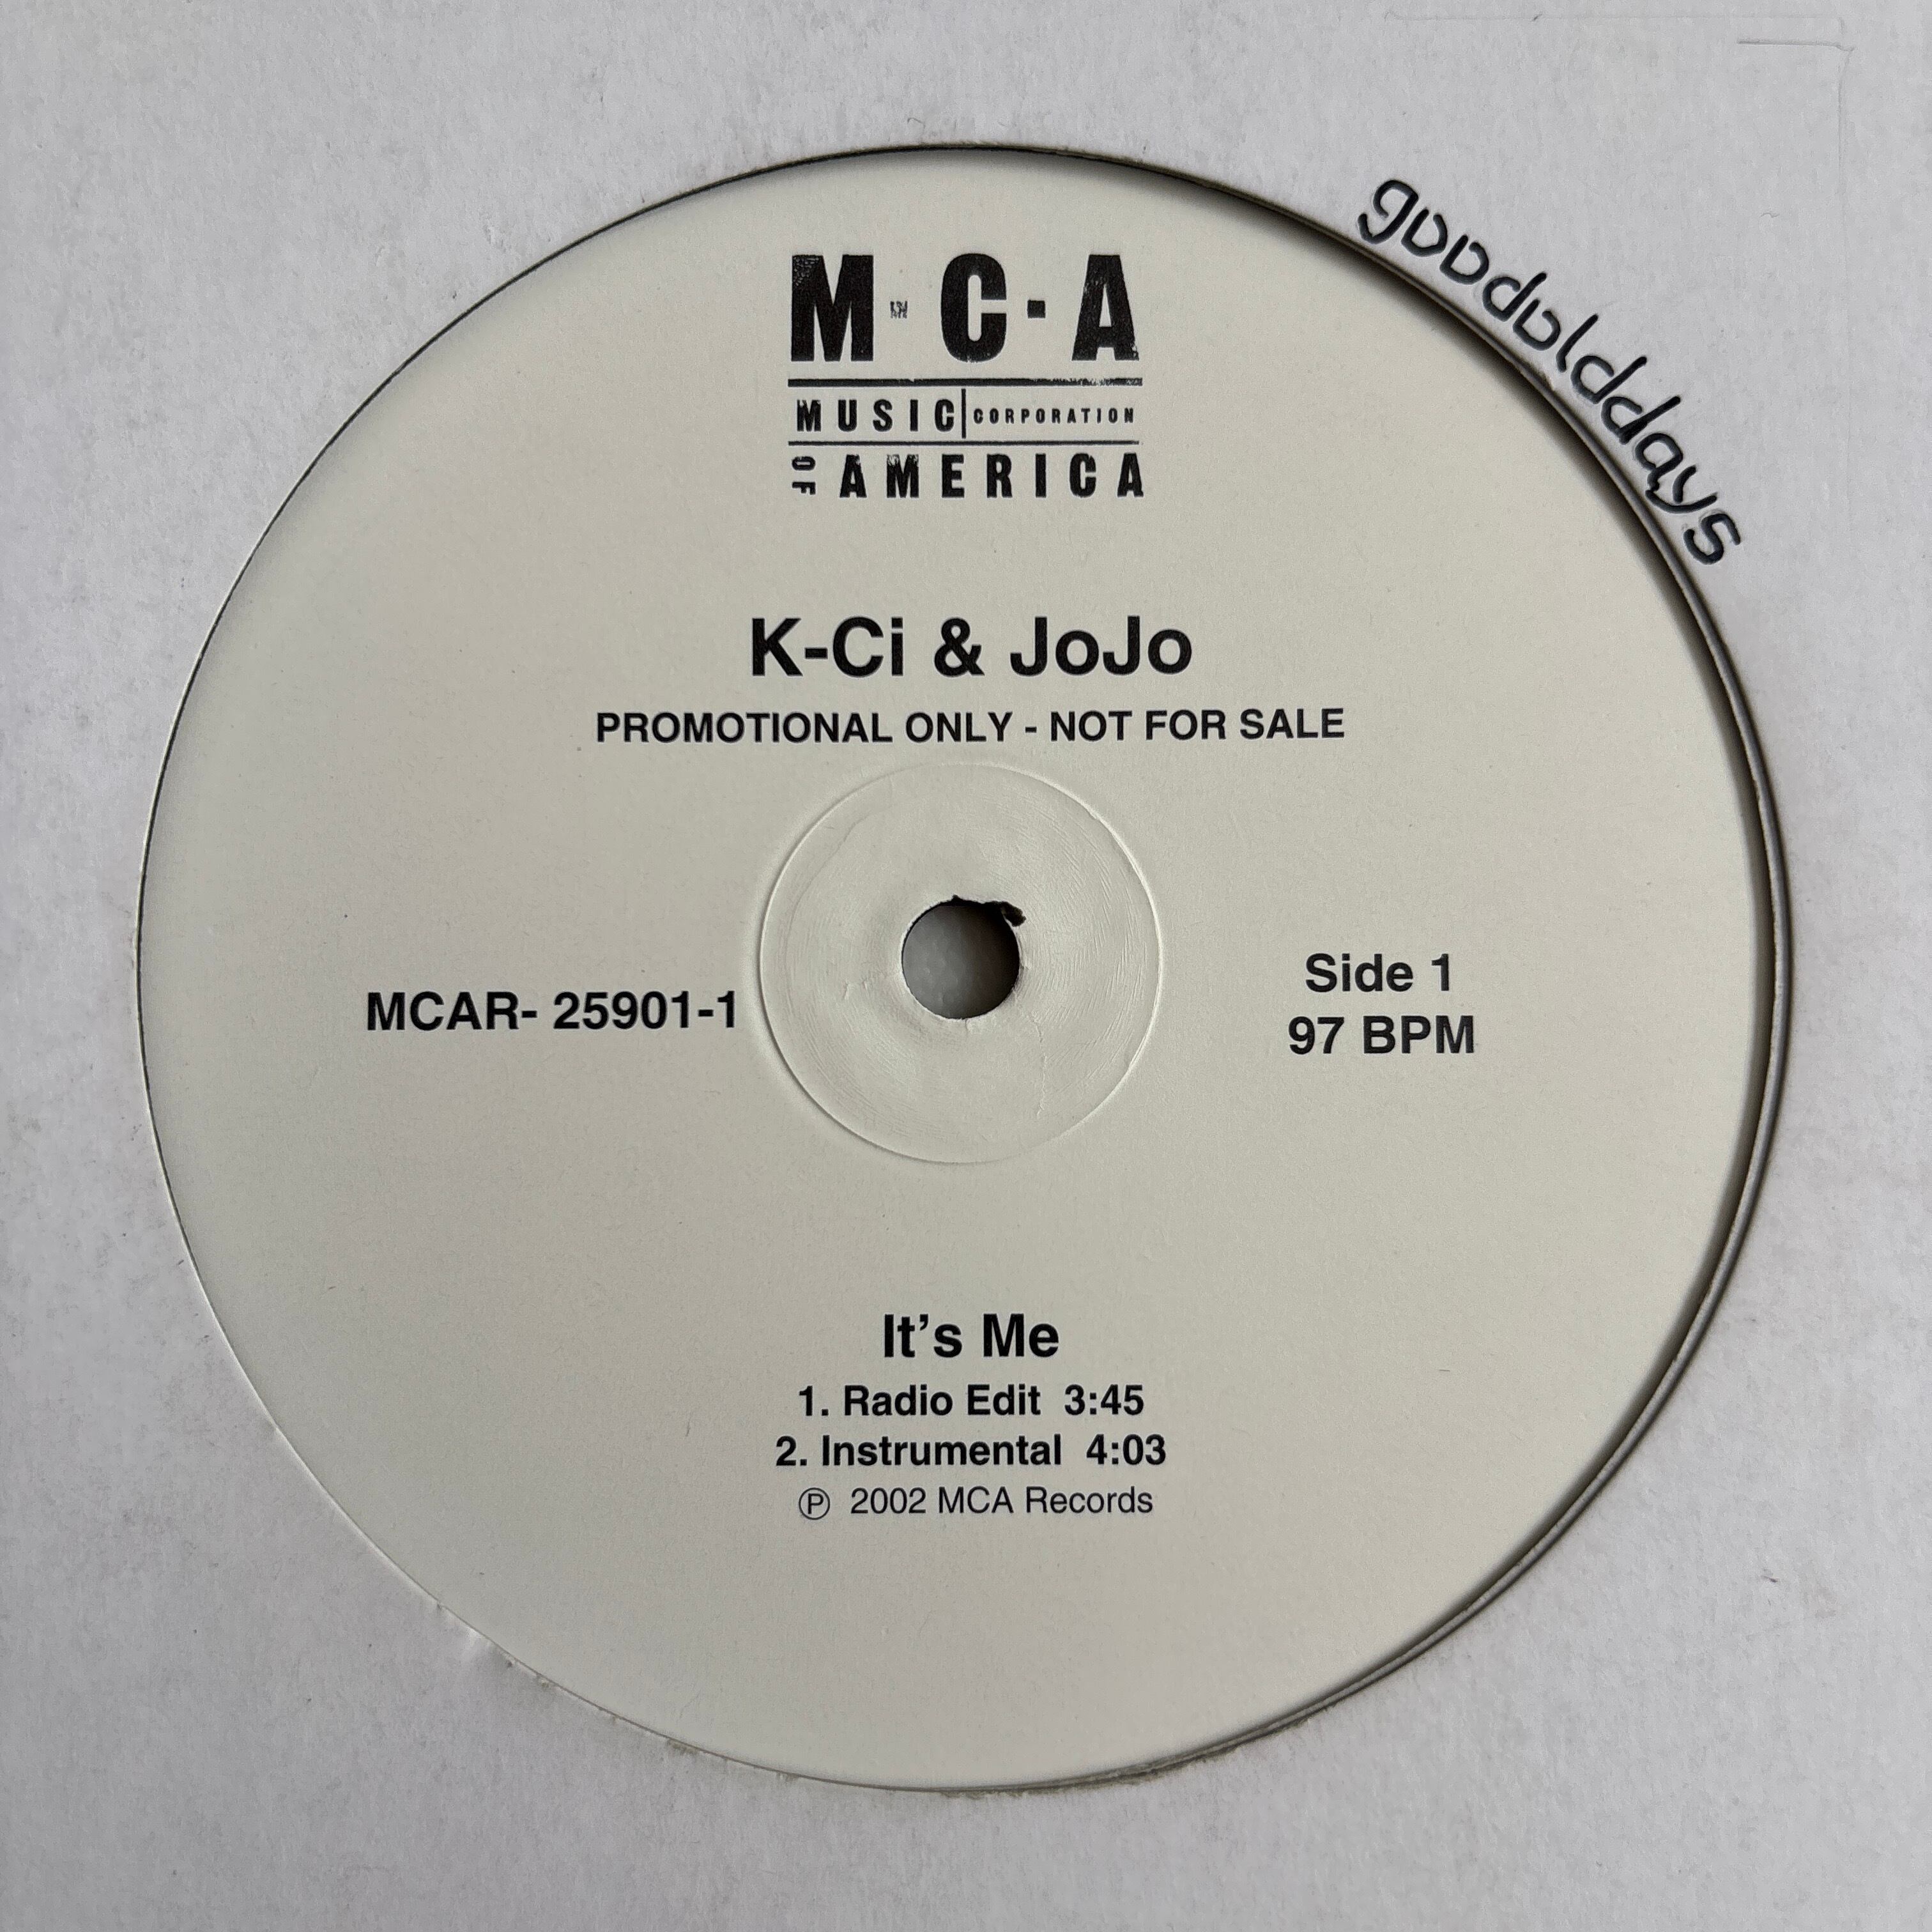 M·C·A
MUSIC CORPORATION
OF AMERICA
goodolddays
K-Ci & JoJo
PROMOTIONAL ONLY - NOT FOR SALE
MCAR- 25901-1
Side 1
97 BPM
It's Me
1. Radio Edit 3:45
2. Instrumental 4:03
℗ 2002 MCA Records